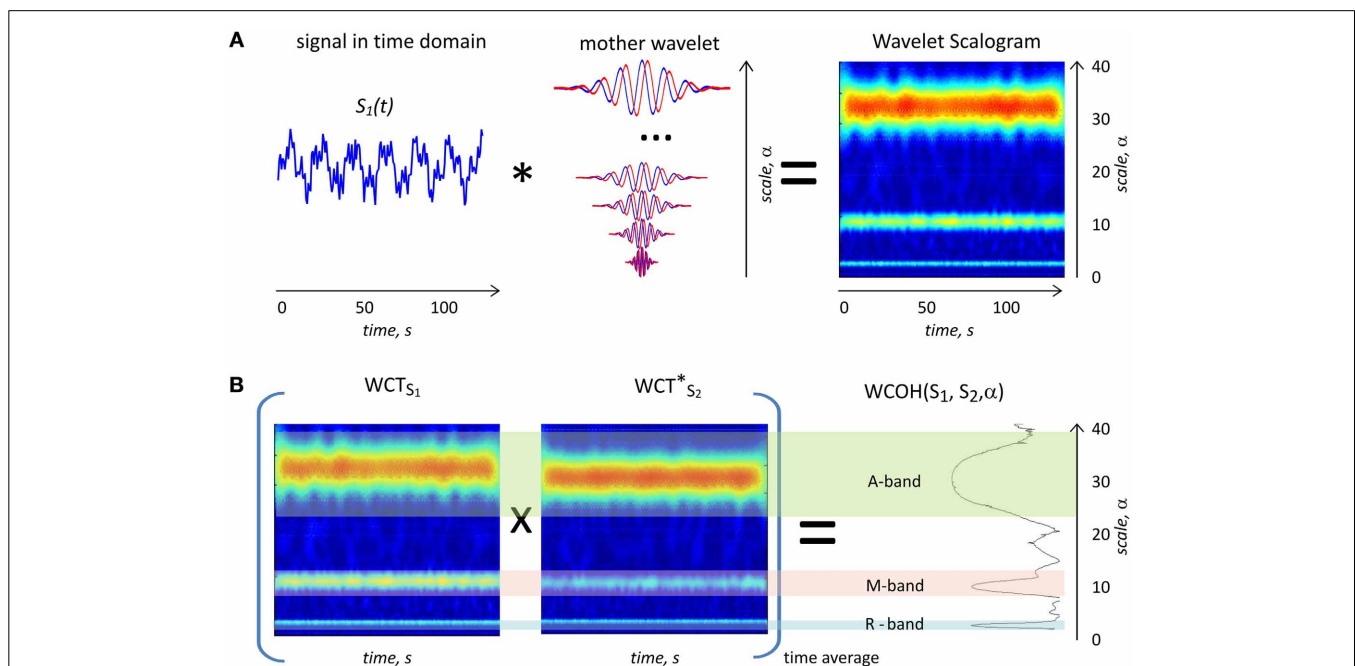 A
signal in time domain
mother wavelet
Wavelet Scalogram
S₁(t)
*
...
=
scale, α
40
30
20
10
0
scale, α
0 50 100
time, s
0 50 100
time, s
B
WCT_S₁
WCT*_S₂
WCOH(S₁, S₂,α)
X
=
A-band
M-band
R - band
40
30
20
10
0
scale, α
time, s
time, s
time average